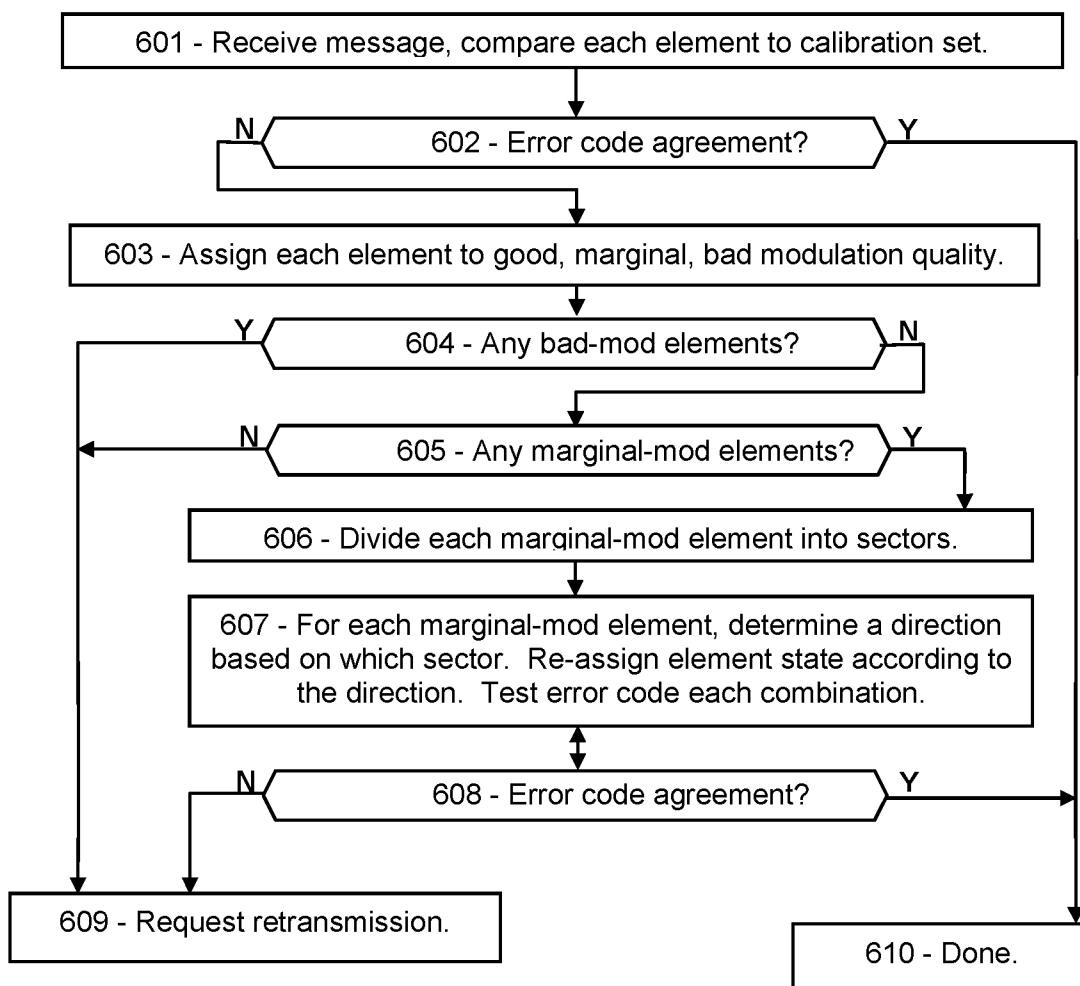 601 - Receive message, compare each element to calibration set.
N
602 - Error code agreement?
Y
603 - Assign each element to good, marginal, bad modulation quality.
Y
604 - Any bad-mod elements?
N
N
605 - Any marginal-mod elements?
Y
606 - Divide each marginal-mod element into sectors.
607 - For each marginal-mod element, determine a direction
based on which sector. Re-assign element state according to
the direction. Test error code each combination.
N
608 - Error code agreement?
Y
609 - Request retransmission.
610 - Done.